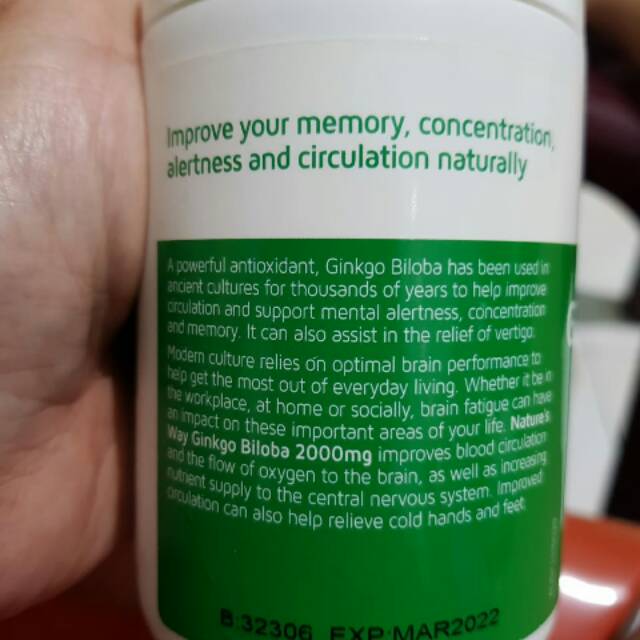 Improve your memory, concentration,
alertness and circulation naturally
A powerful antioxidant, Ginkgo Biloba has been used in
ancient cultures for thousands of years to help improve
circulation and support mental alertness, concentration
and memory. It can also assist in the relief of vertigo.
Modern culture relies on optimal brain performance to
help get the most out of everyday living. Whether it be in
the workplace, at home or socially, brain fatigue can have
an impact on these important areas of your life. Nature's
Way Ginkgo Biloba 2000mg improves blood circulation
and the flow of oxygen to the brain, as well as increasing
nutrient supply to the central nervous system. Improved
circulation can also help relieve cold hands and feet.
B:32306 EXP:MAR2022